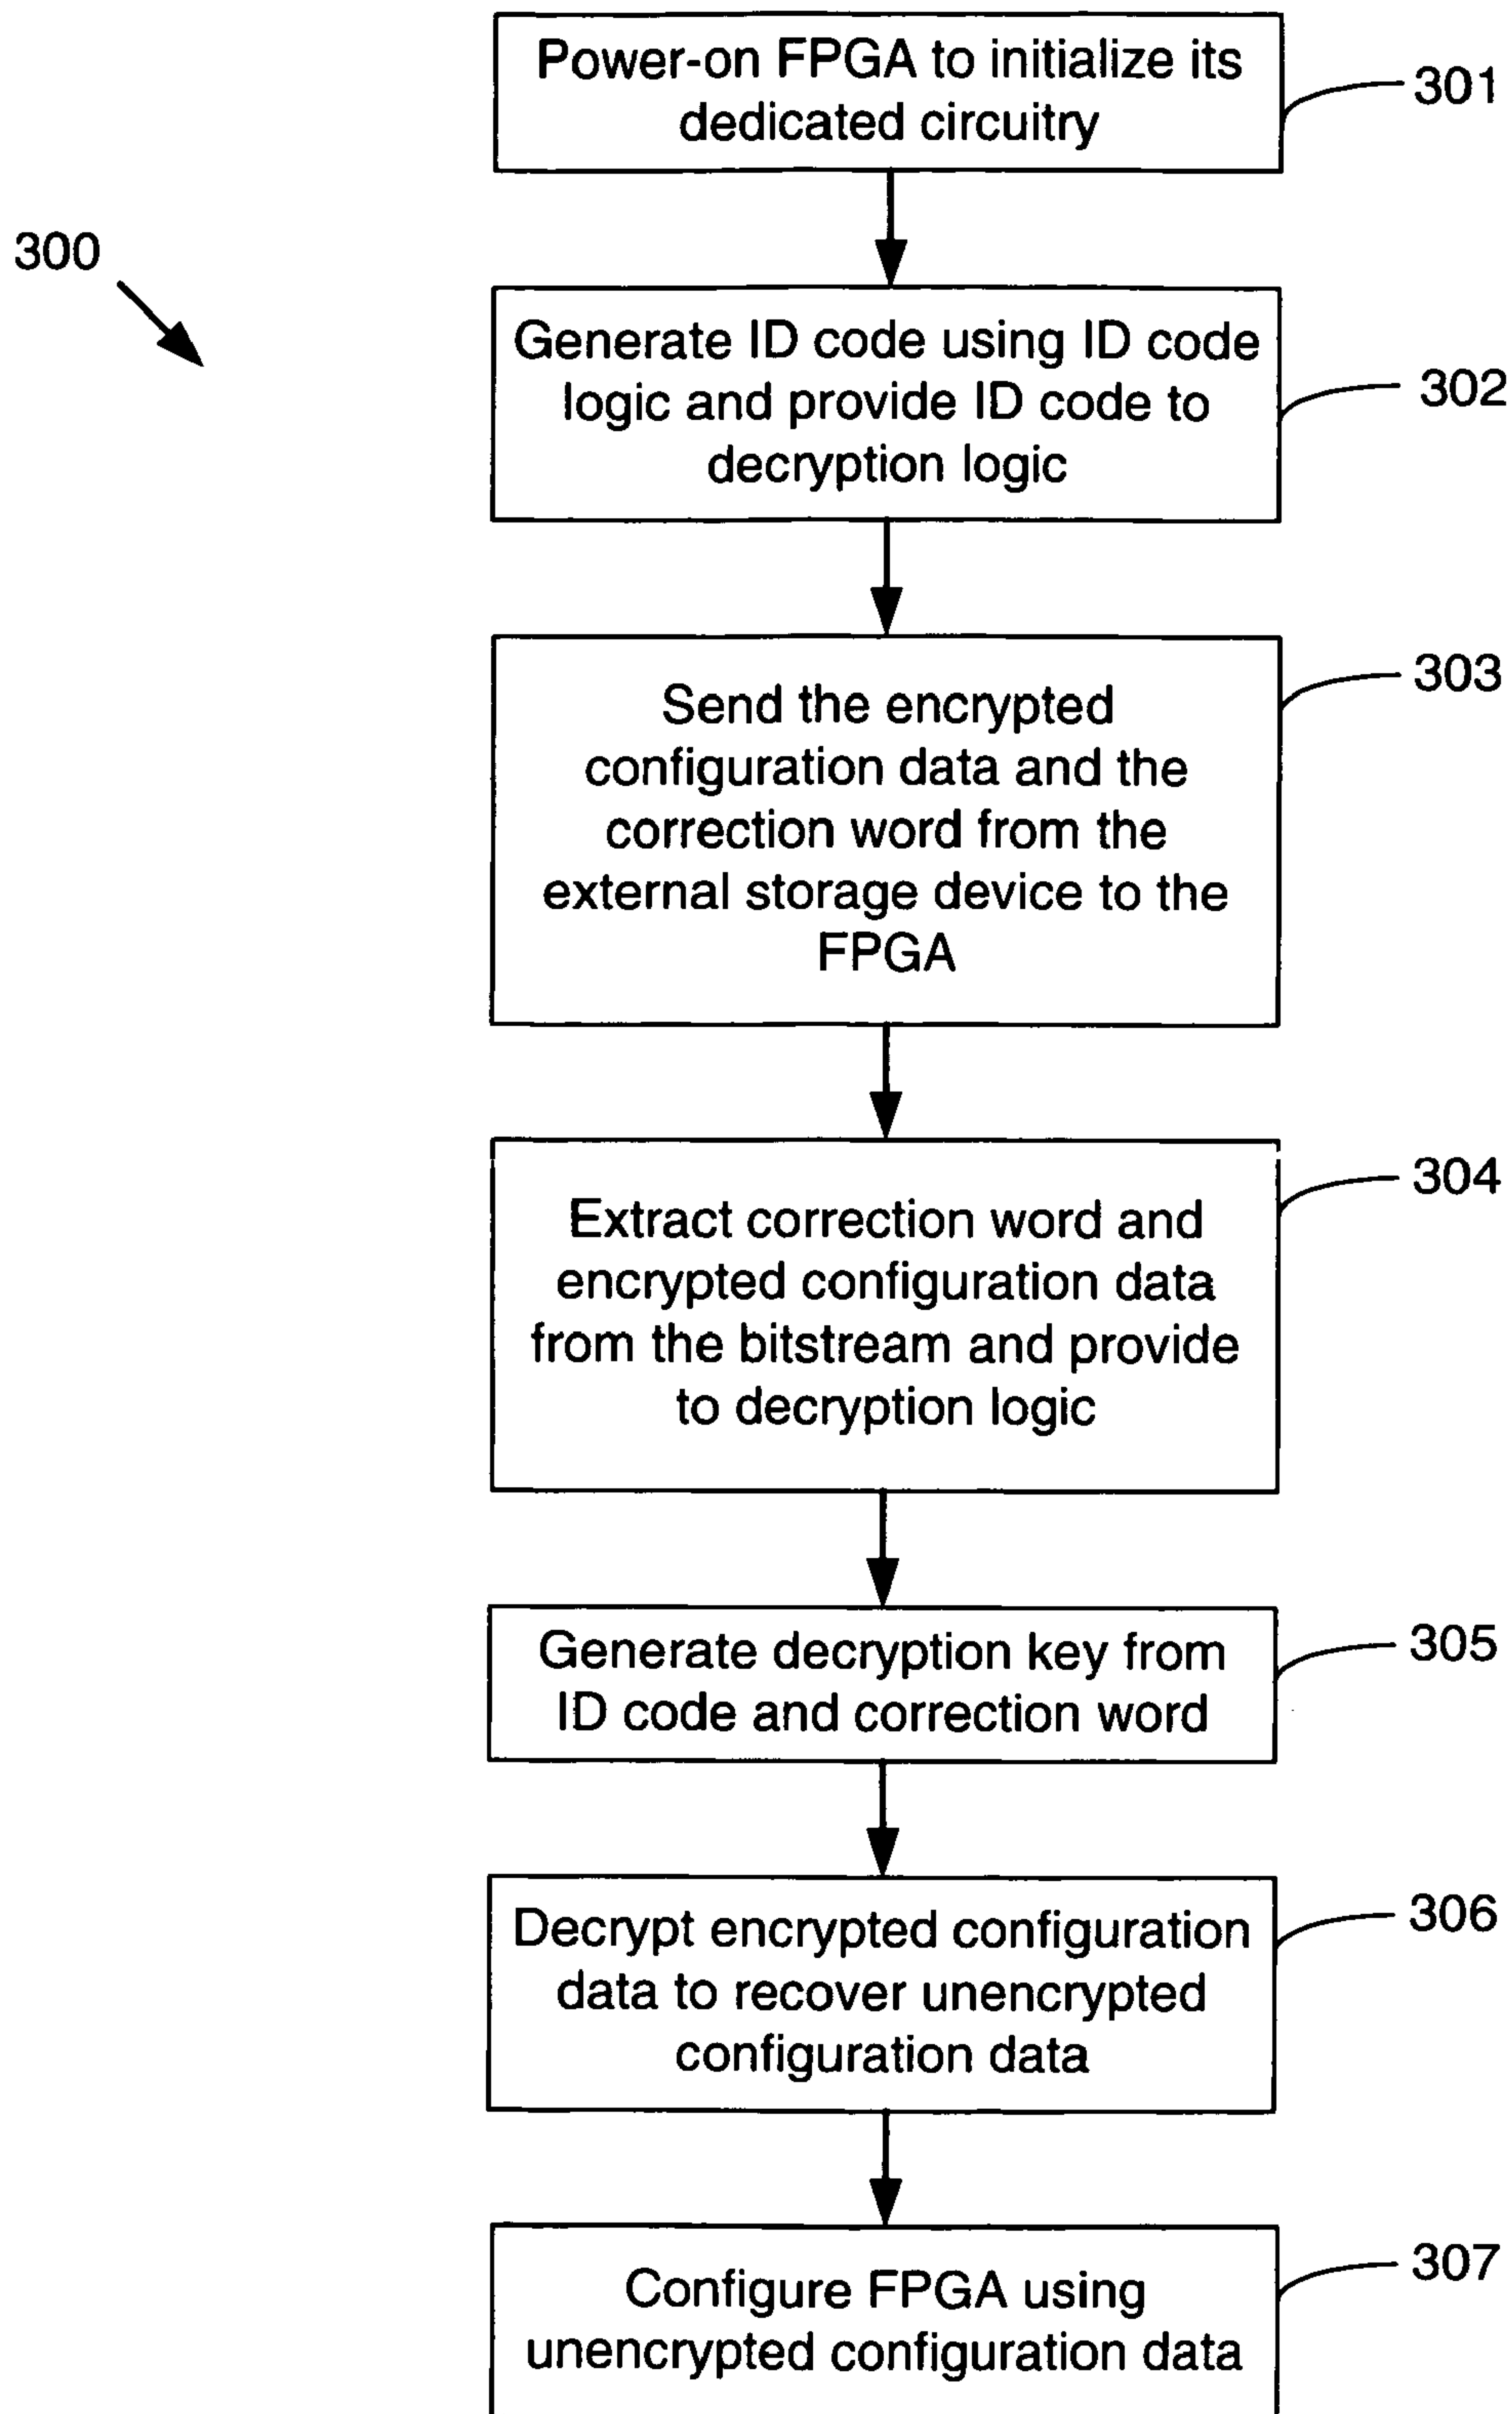 Power-on FPGA to initialize its
dedicated circuitry
301
300
Generate ID code using ID code
logic and provide ID code to
decryption logic
302
Send the encrypted
configuration data and the
correction word from the
external storage device to the
FPGA
303
Extract correction word and
encrypted configuration data
from the bitstream and provide
to decryption logic
304
Generate decryption key from
ID code and correction word
305
Decrypt encrypted configuration
data to recover unencrypted
configuration data
306
Configure FPGA using
unencrypted configuration data
307